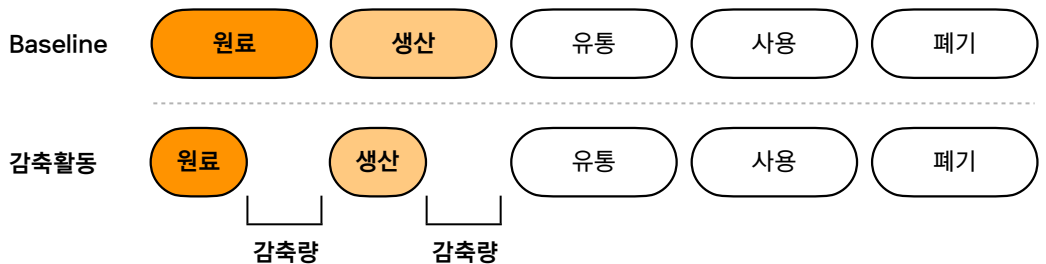 Baseline 원료 생산 유통 사용 폐기
감축활동 원료 생산 유통 사용 폐기
감축량 감축량